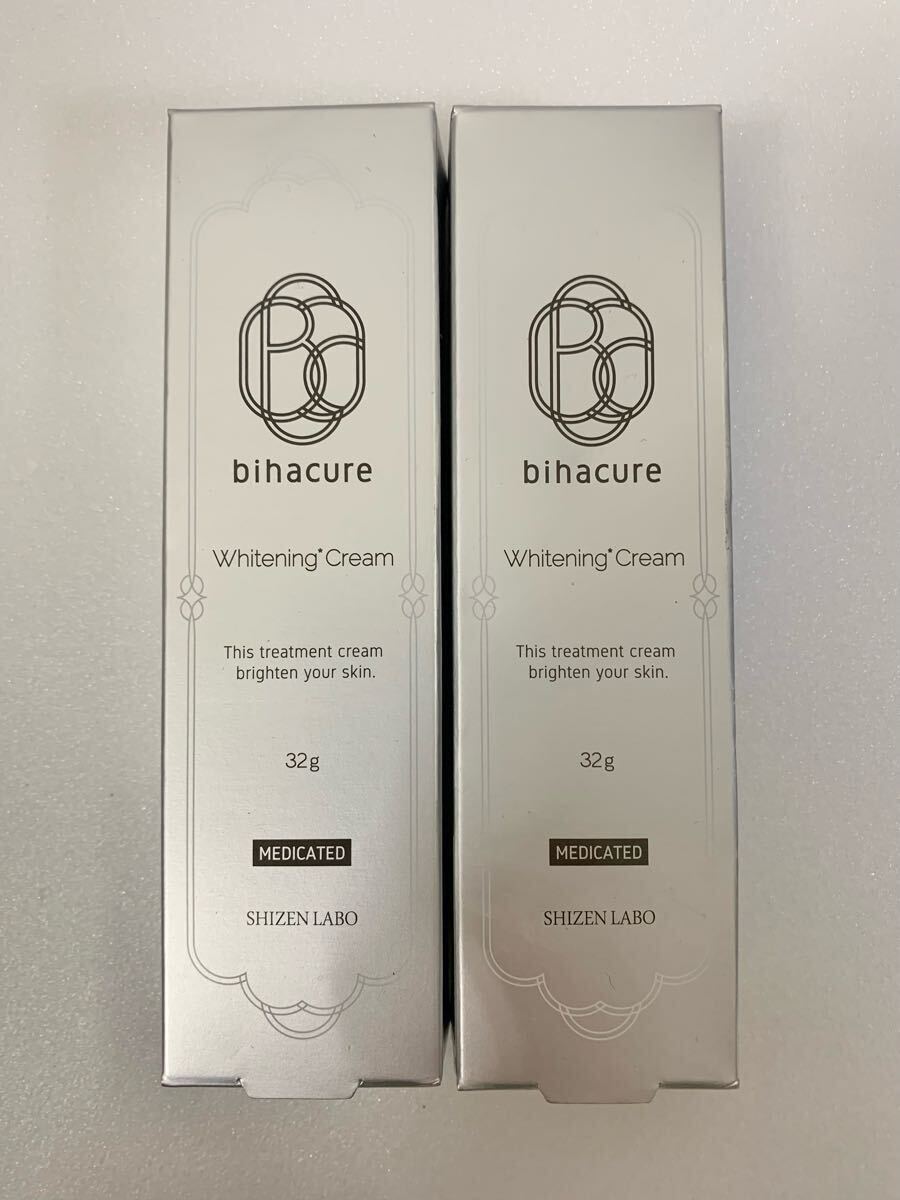 bihacure
Whitening* Cream
This treatment cream
brighten your skin.
32g
MEDICATED
SHIZEN LABO
bihacure
Whitening* Cream
This treatment cream
brighten your skin.
32g
MEDICATED
SHIZEN LABO